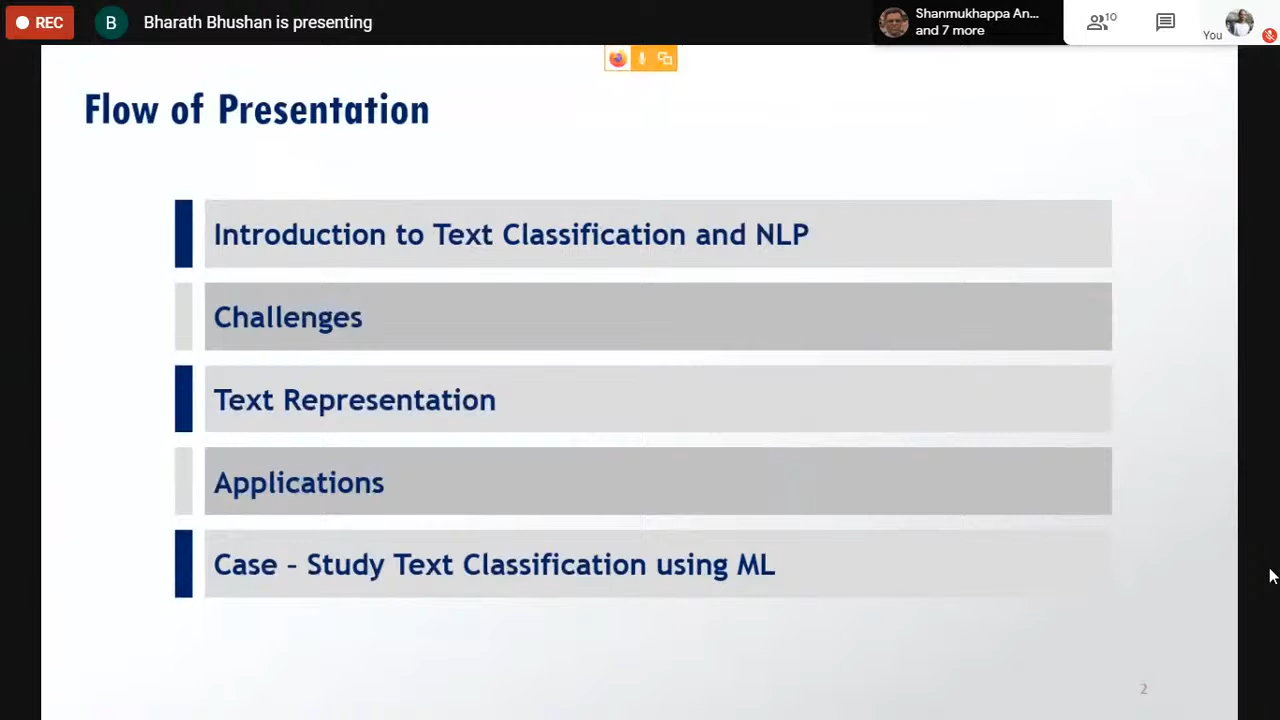 REC
B
Bharath Bhushan is presenting
Shanmukhappa An...
and 7 more
10
You
Flow of Presentation
Introduction to Text Classification and NLP
Challenges
Text Representation
Applications
Case – Study Text Classification using ML
2